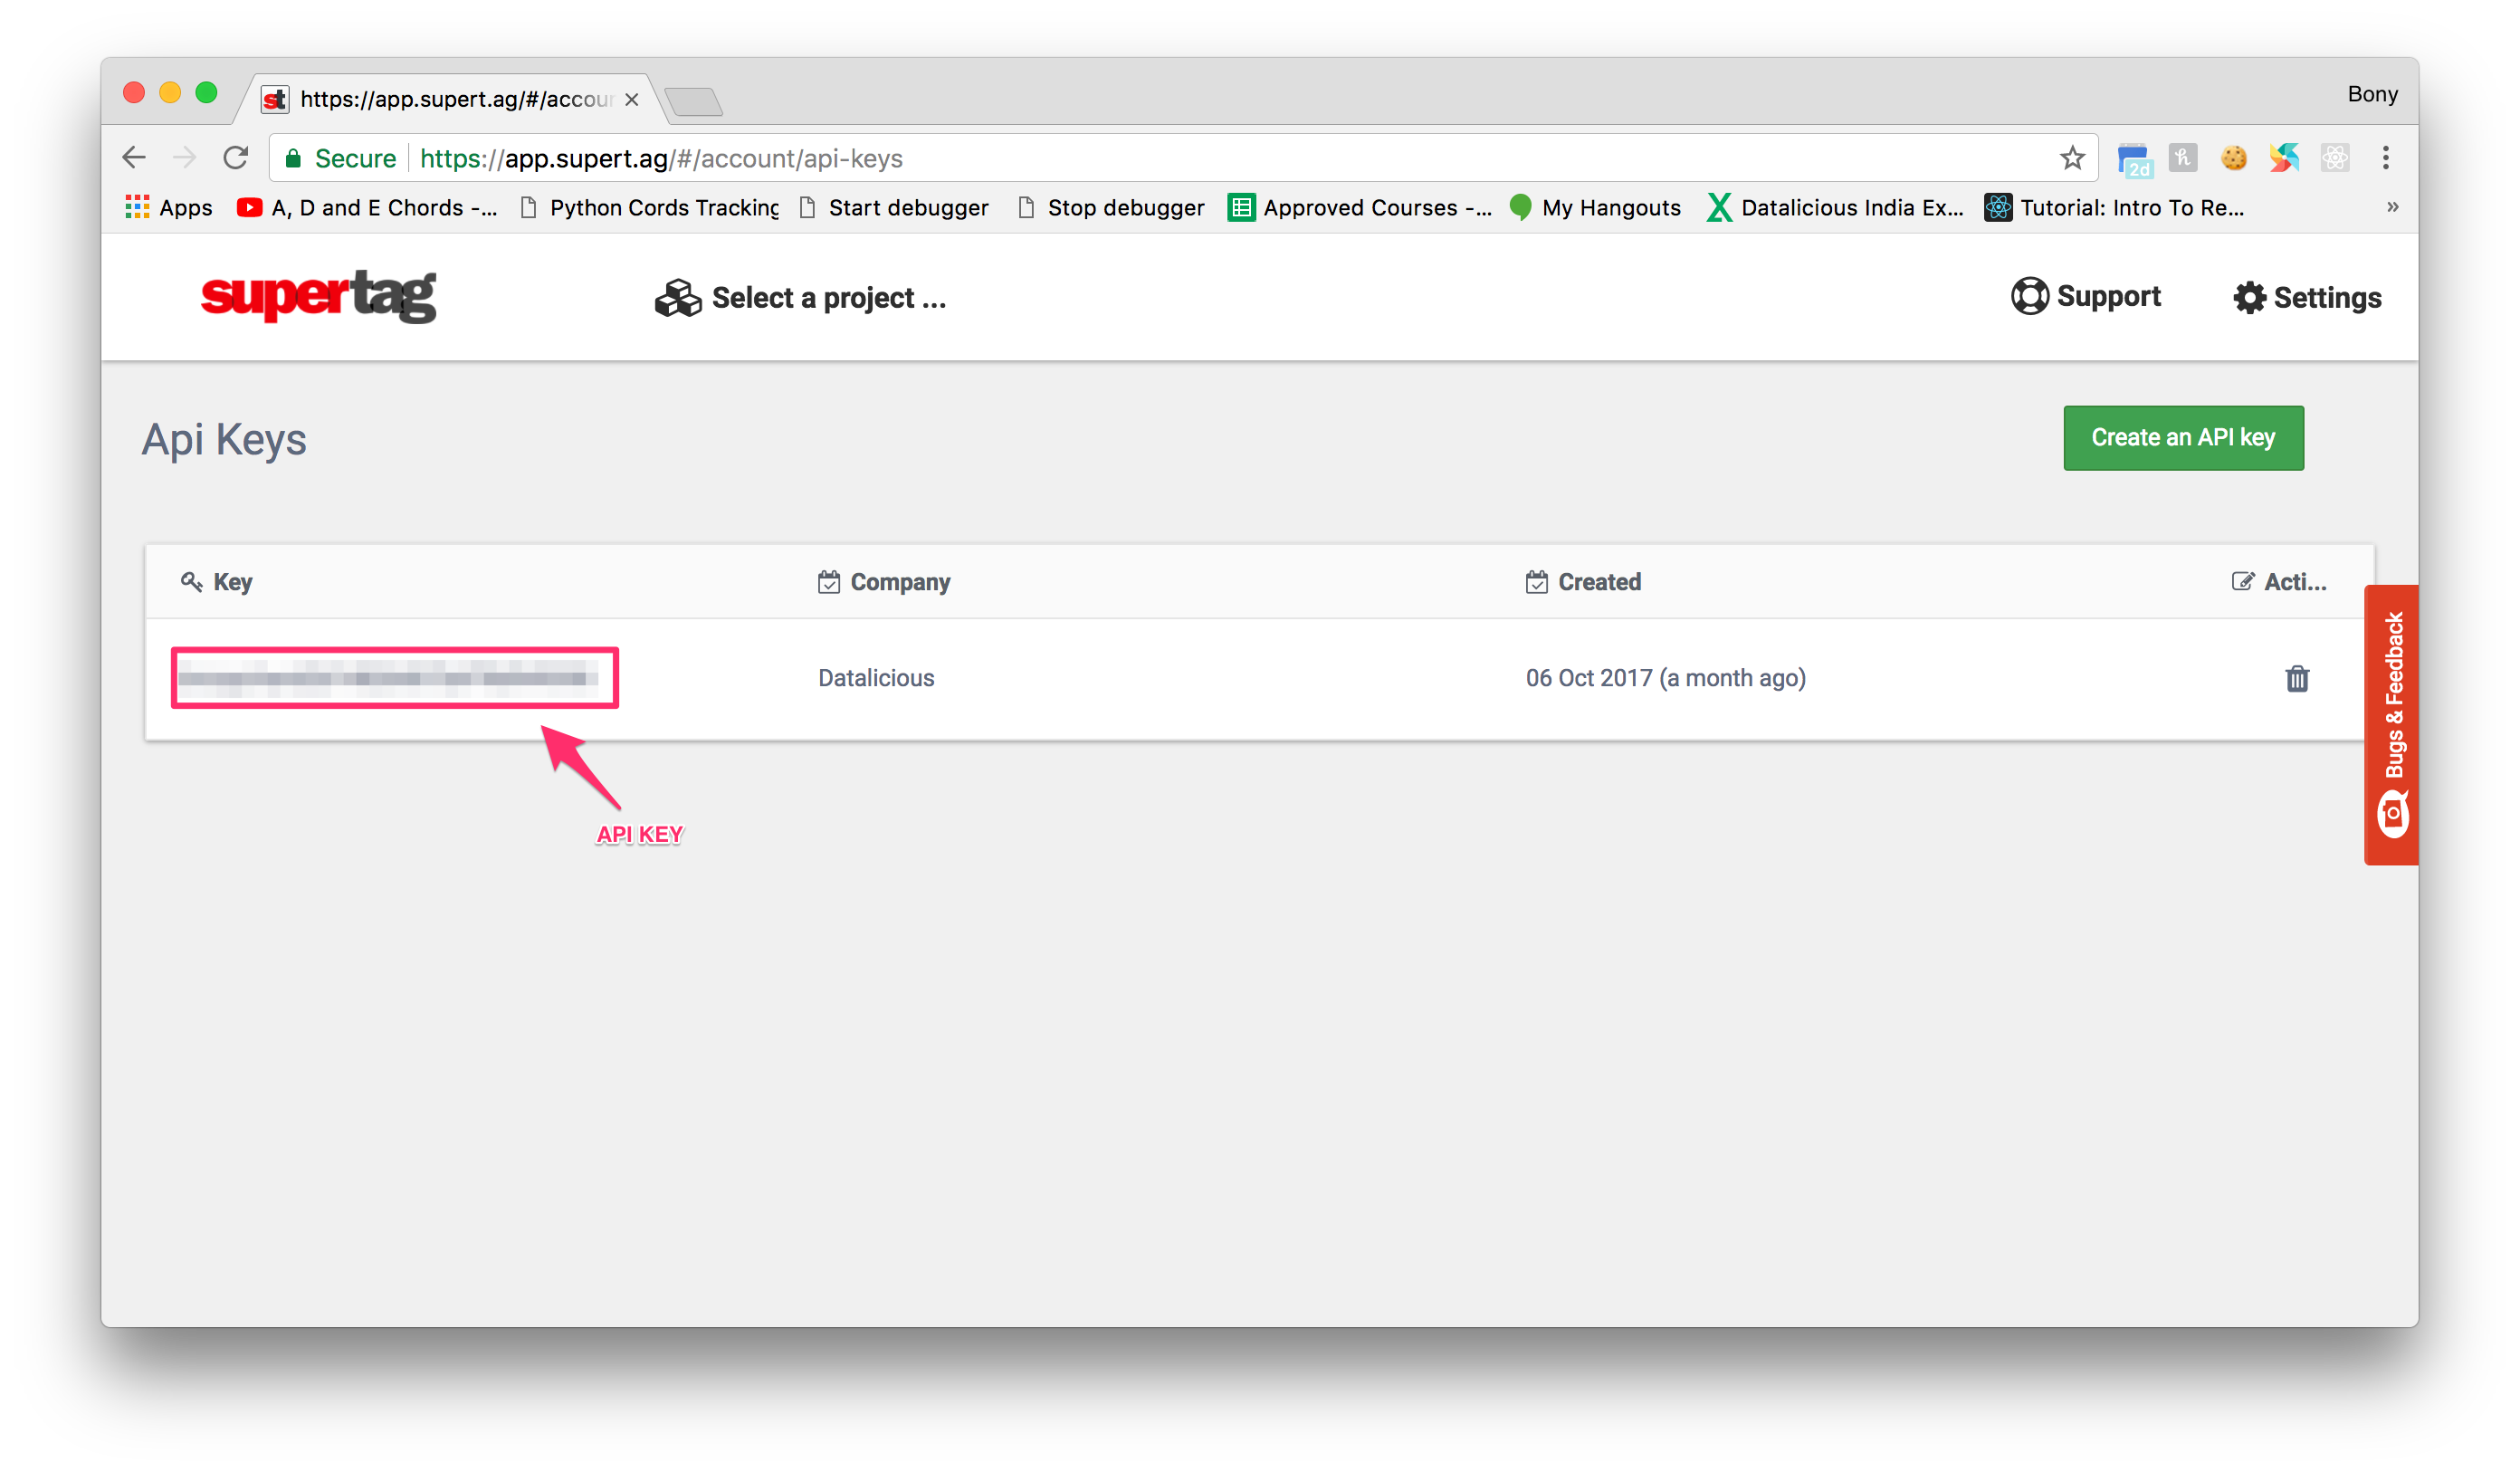 st https://app.supert.ag/#/accour
Bony
Secure https://app.supert.ag/#/account/api-keys
2d
Apps A, D and E Chords -... Python Cords Tracking Start debugger Stop debugger Approved Courses -... My Hangouts Datalicious India Ex... Tutorial: Intro To Re... »
supertag Select a project ... Support Settings
Api Keys Create an API key
Key Company Created Acti...
Datalicious 06 Oct 2017 (a month ago)
Bugs & Feedback
API KEY